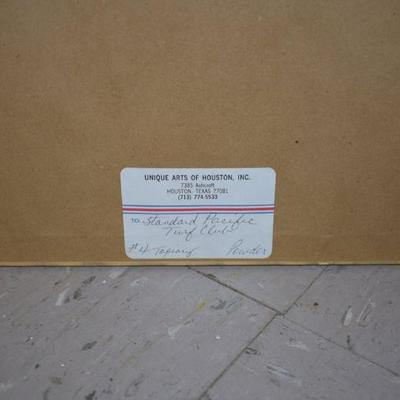 UNIQUE ARTS OF HOUSTON, INC.
7385 Ashcroft
HOUSTON, TEXAS 77081
(713) 774-5533
TO: Standard Pacific
Turf Club
#4 Topiary Powder